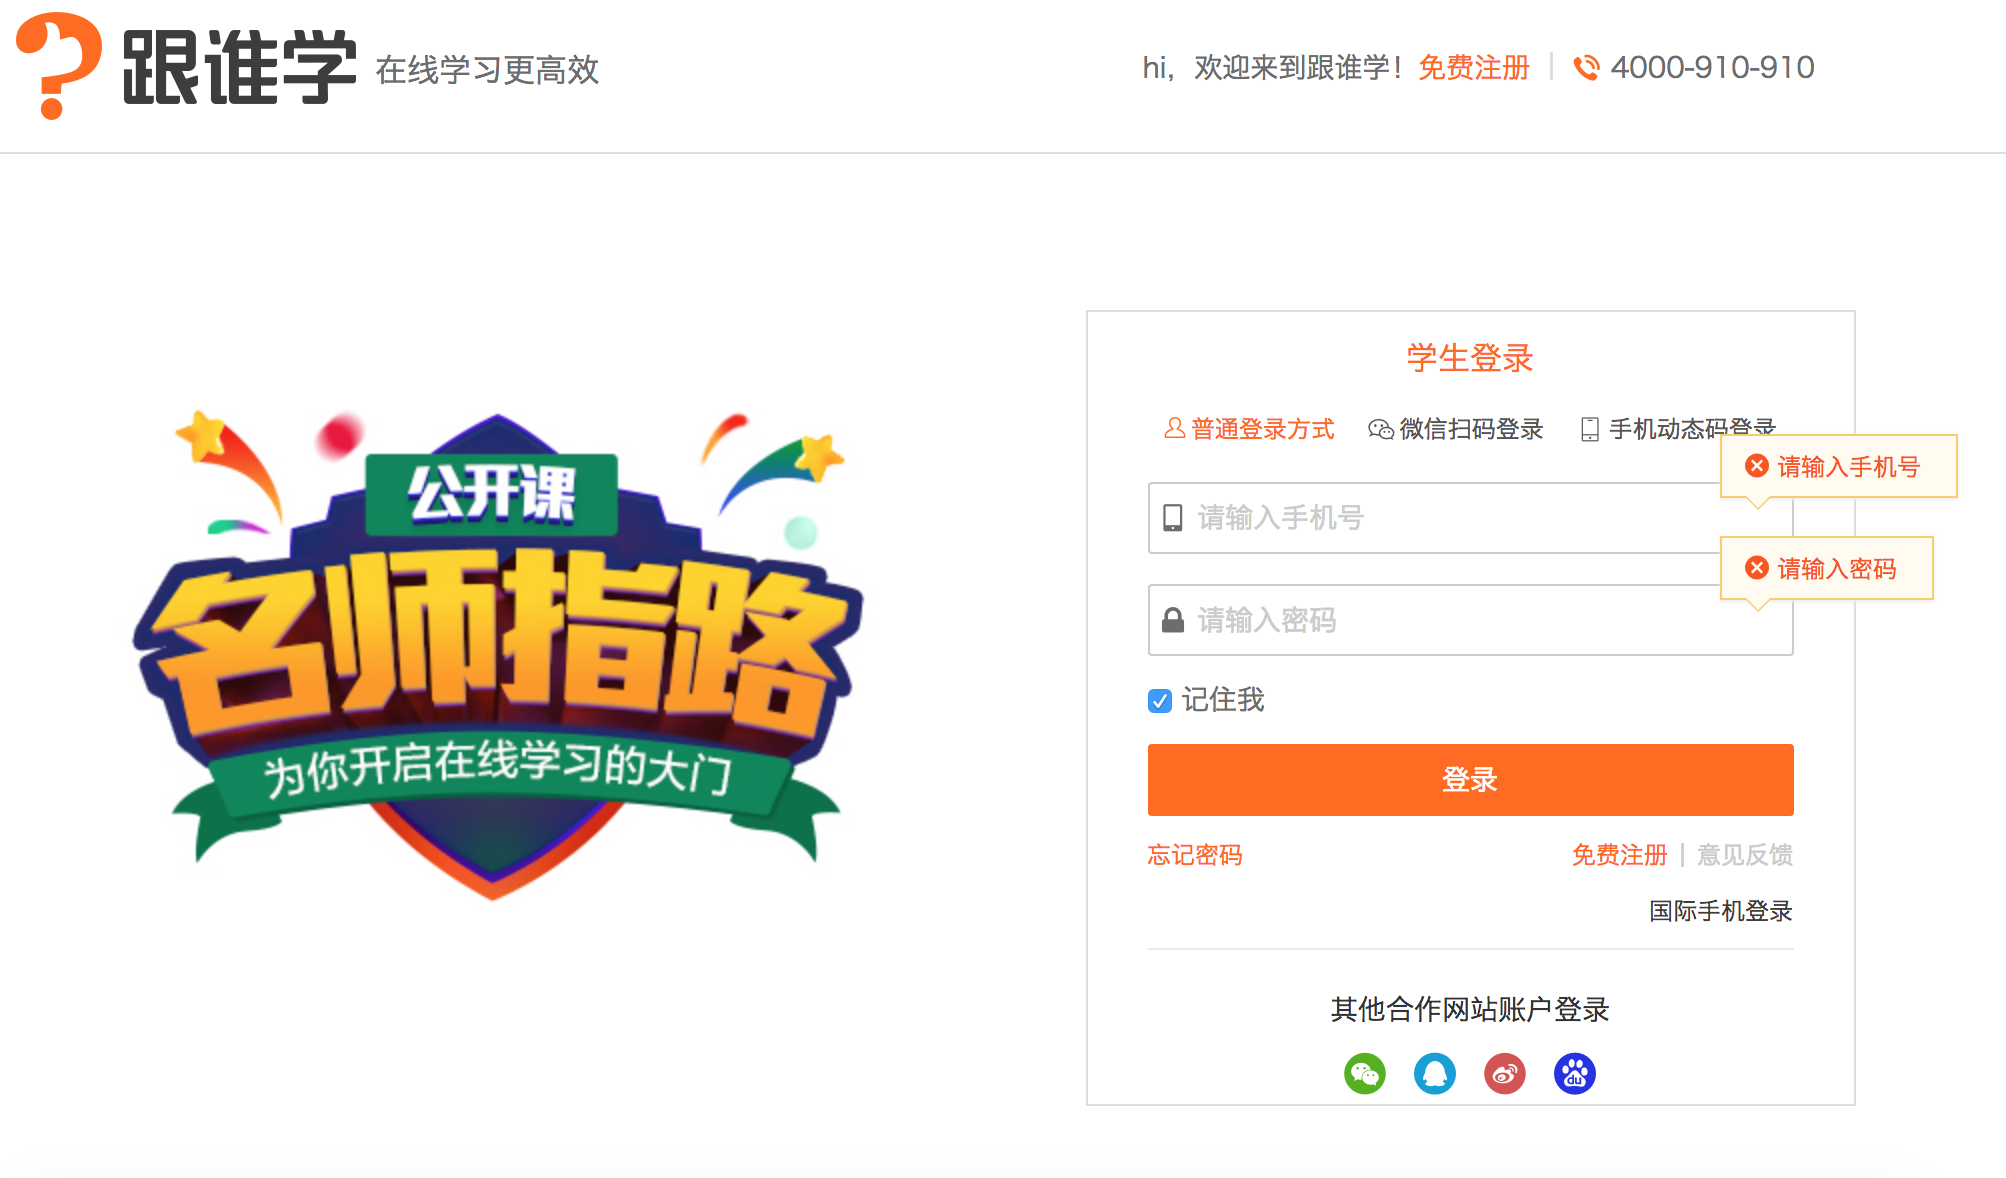 跟谁学
在线学习更高效
hi，欢迎来到跟谁学！免费注册
4000-910-910
公开课
名师指路
为你开启在线学习的大门
学生登录
普通登录方式 微信扫码登录 手机动态码登录
请输入手机号
请输入手机号
请输入密码
请输入密码
记住我
登录
忘记密码 免费注册 | 意见反馈
国际手机登录
其他合作网站账户登录
du